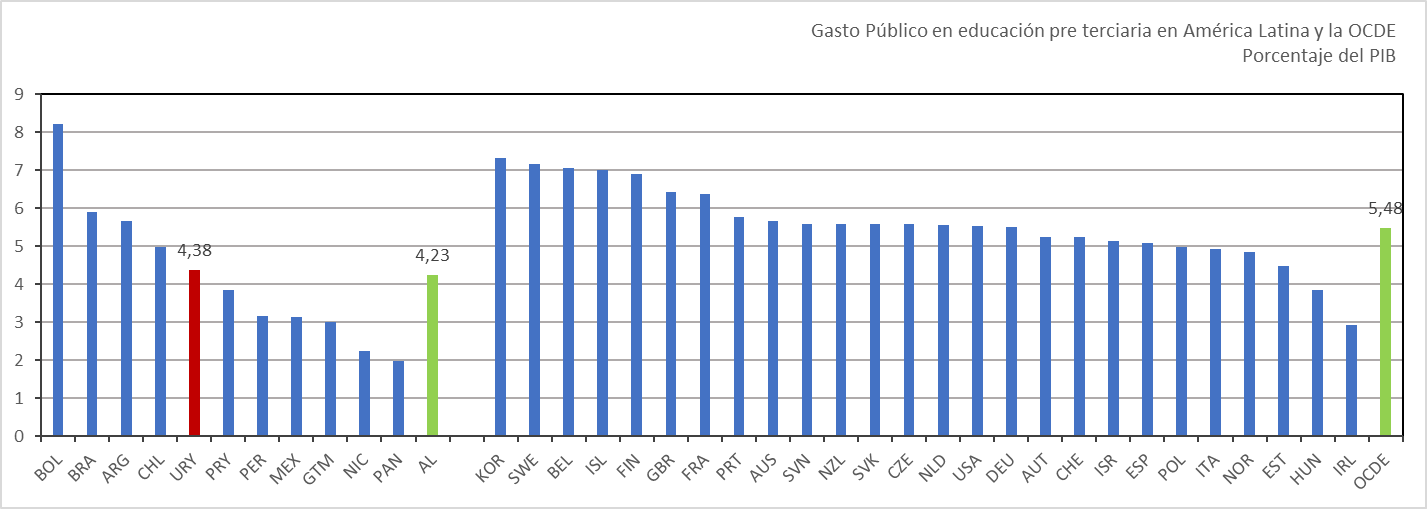 Gasto Público en educación pre terciaria en América Latina y la OCDE
Porcentaje del PIB
9
8
7
6
5
4
3
2
1
0
4,38
4,23
5,48
BOL
BRA
ARG
CHL
URY
PRY
PER
MEX
GTM
NIC
PAN
AL
KOR
SWE
BEL
ISL
FIN
GBR
FRA
PRT
AUS
SVN
NZL
SVK
CZE
NLD
USA
DEU
AUT
CHE
ISR
ESP
POL
ITA
NOR
EST
HUN
IRL
OCDE